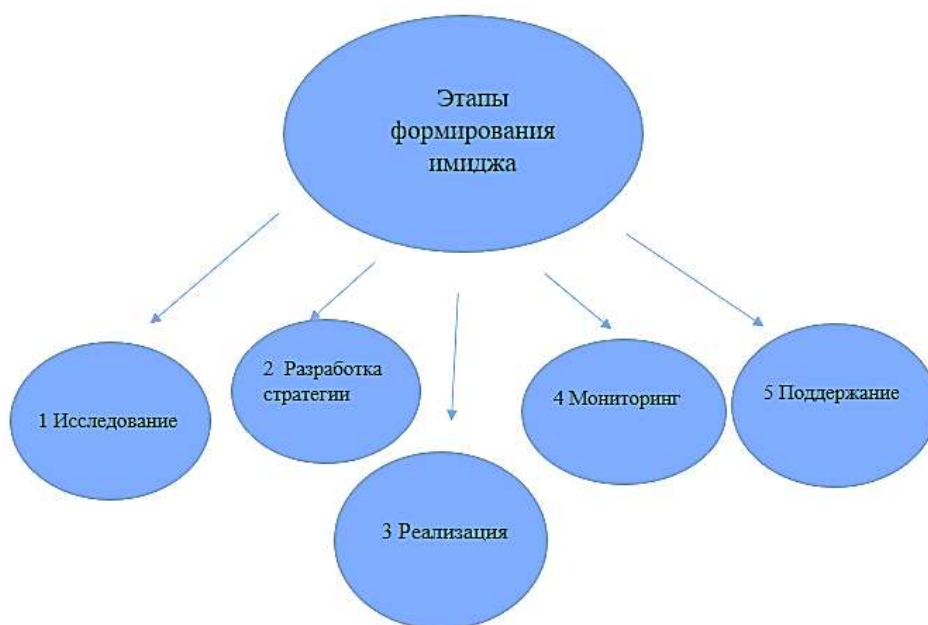 Этапы
формирования
имиджа
1 Исследование
2 Разработка
стратегии
3 Реализация
4 Мониторинг
5 Поддержание